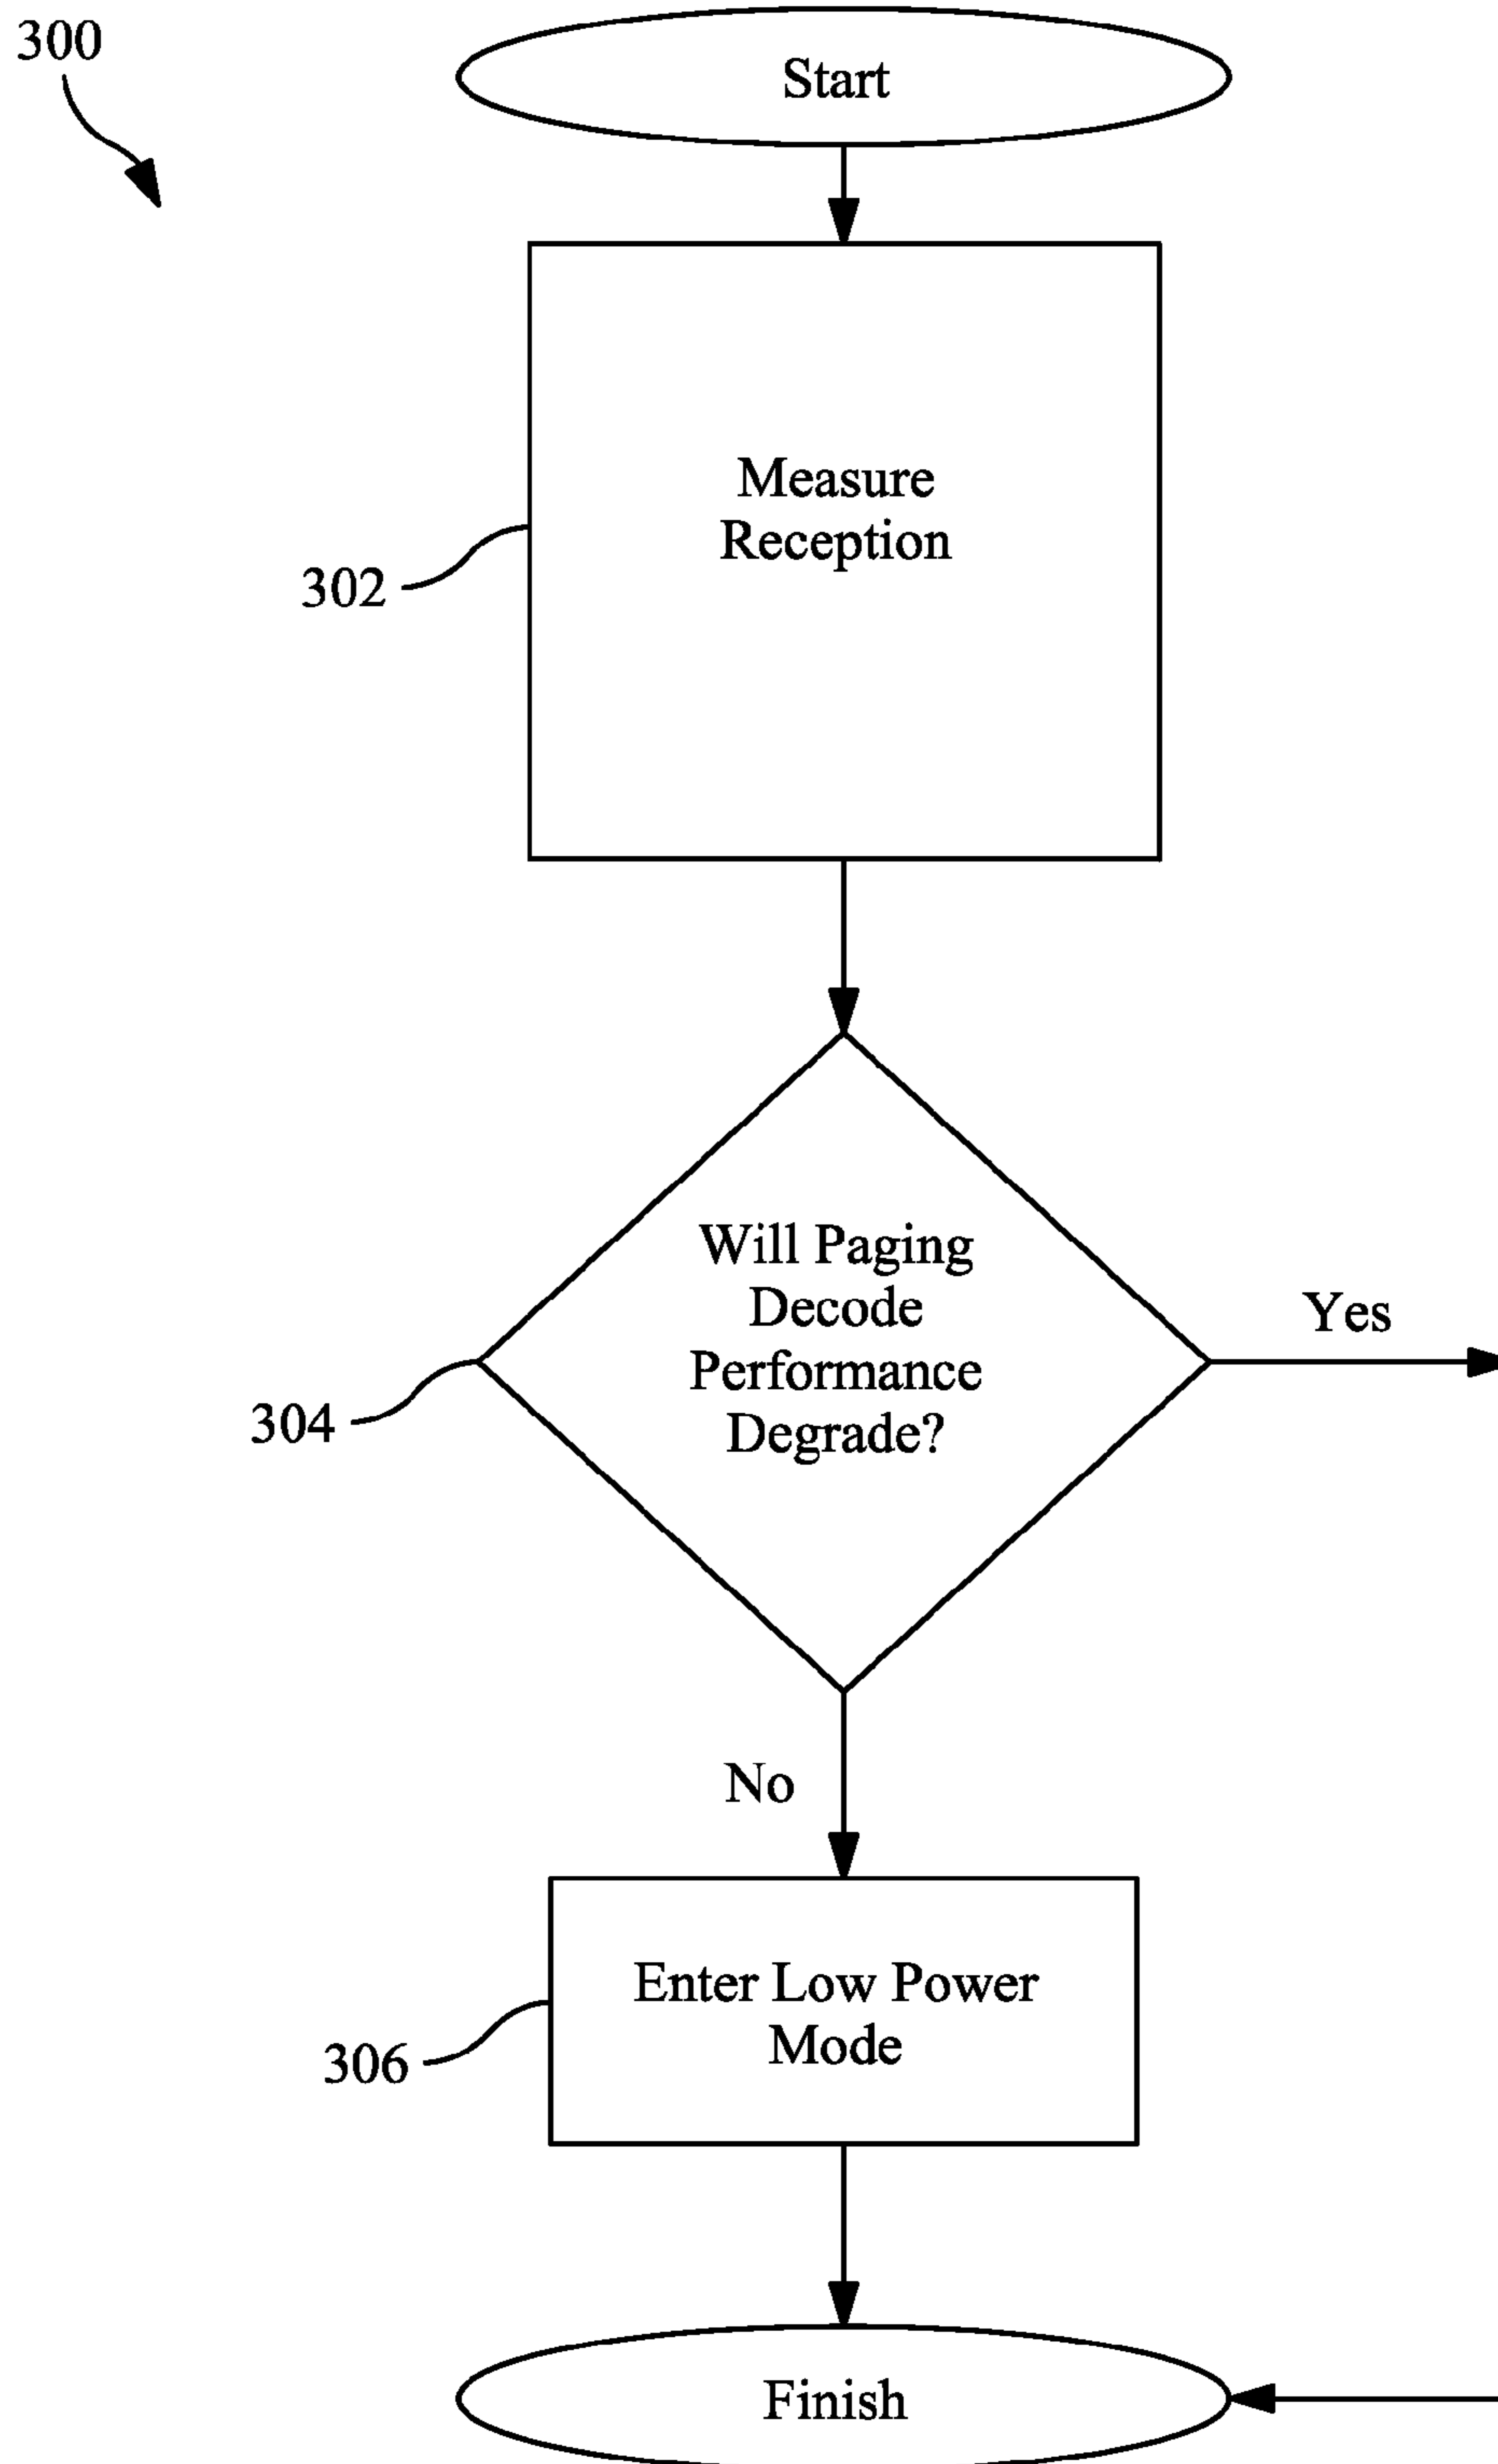 300
Start
Measure
Reception
302
Will Paging
Decode
Performance
Degrade?
Yes
304
No
Enter Low Power
Mode
306
Finish